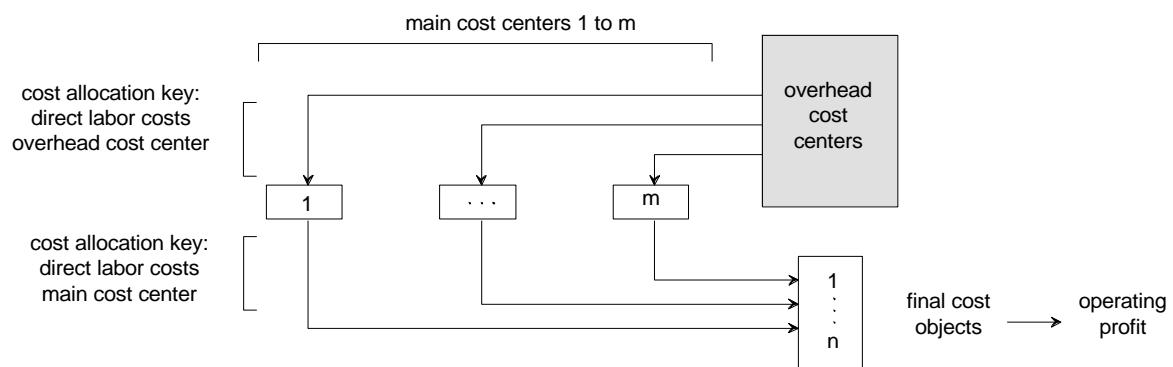 main cost centers 1 to m
cost allocation key:
direct labor costs
overhead cost center
overhead
cost
centers
1
. . .
m
cost allocation key:
direct labor costs
main cost center
1
.
.
.
n
final cost
objects
operating
profit